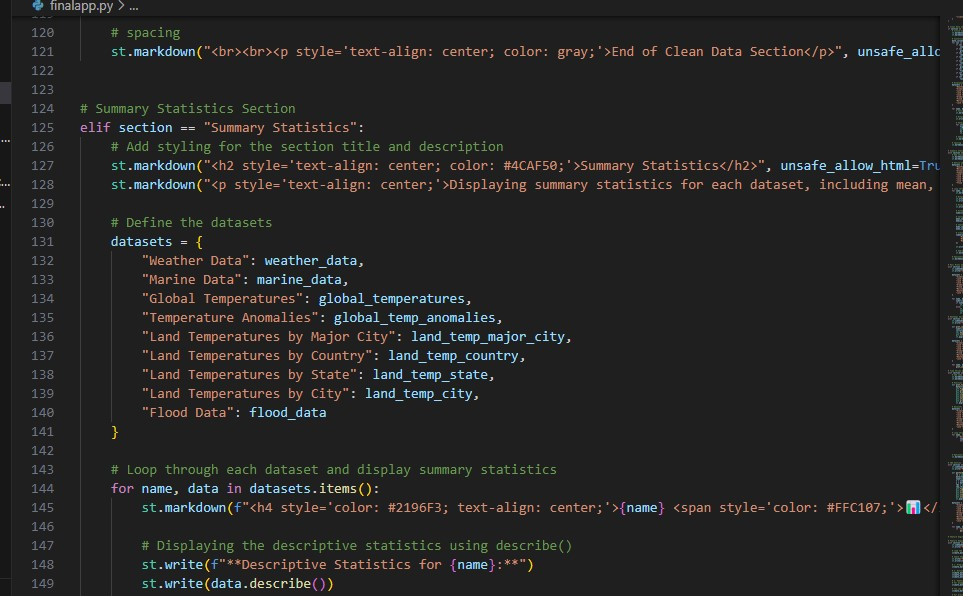 finalapp.py > ...
120 # spacing
121 st.markdown("<br><br><p style='text-align: center; color: gray;'>End of Clean Data Section</p>", unsafe_allo
122
123
124 # Summary Statistics Section
125 elif section == "Summary Statistics":
126 # Add styling for the section title and description
127 st.markdown("<h2 style='text-align: center; color: #4CAF50;'>Summary Statistics</h2>", unsafe_allow_html=Tru
128 st.markdown("<p style='text-align: center;'>Displaying summary statistics for each dataset, including mean,
129
130 # Define the datasets
131 datasets = {
132 "Weather Data": weather_data,
133 "Marine Data": marine_data,
134 "Global Temperatures": global_temperatures,
135 "Temperature Anomalies": global_temp_anomalies,
136 "Land Temperatures by Major City": land_temp_major_city,
137 "Land Temperatures by Country": land_temp_country,
138 "Land Temperatures by State": land_temp_state,
139 "Land Temperatures by City": land_temp_city,
140 "Flood Data": flood_data
141 }
142
143 # Loop through each dataset and display summary statistics
144 for name, data in datasets.items():
145 st.markdown(f"<h4 style='color: #2196F3; text-align: center;'>{name} <span style='color: #FFC107;'>📊</
146
147 # Displaying the descriptive statistics using describe()
148 st.write(f"**Descriptive Statistics for {name}:**")
149 st.write(data.describe())